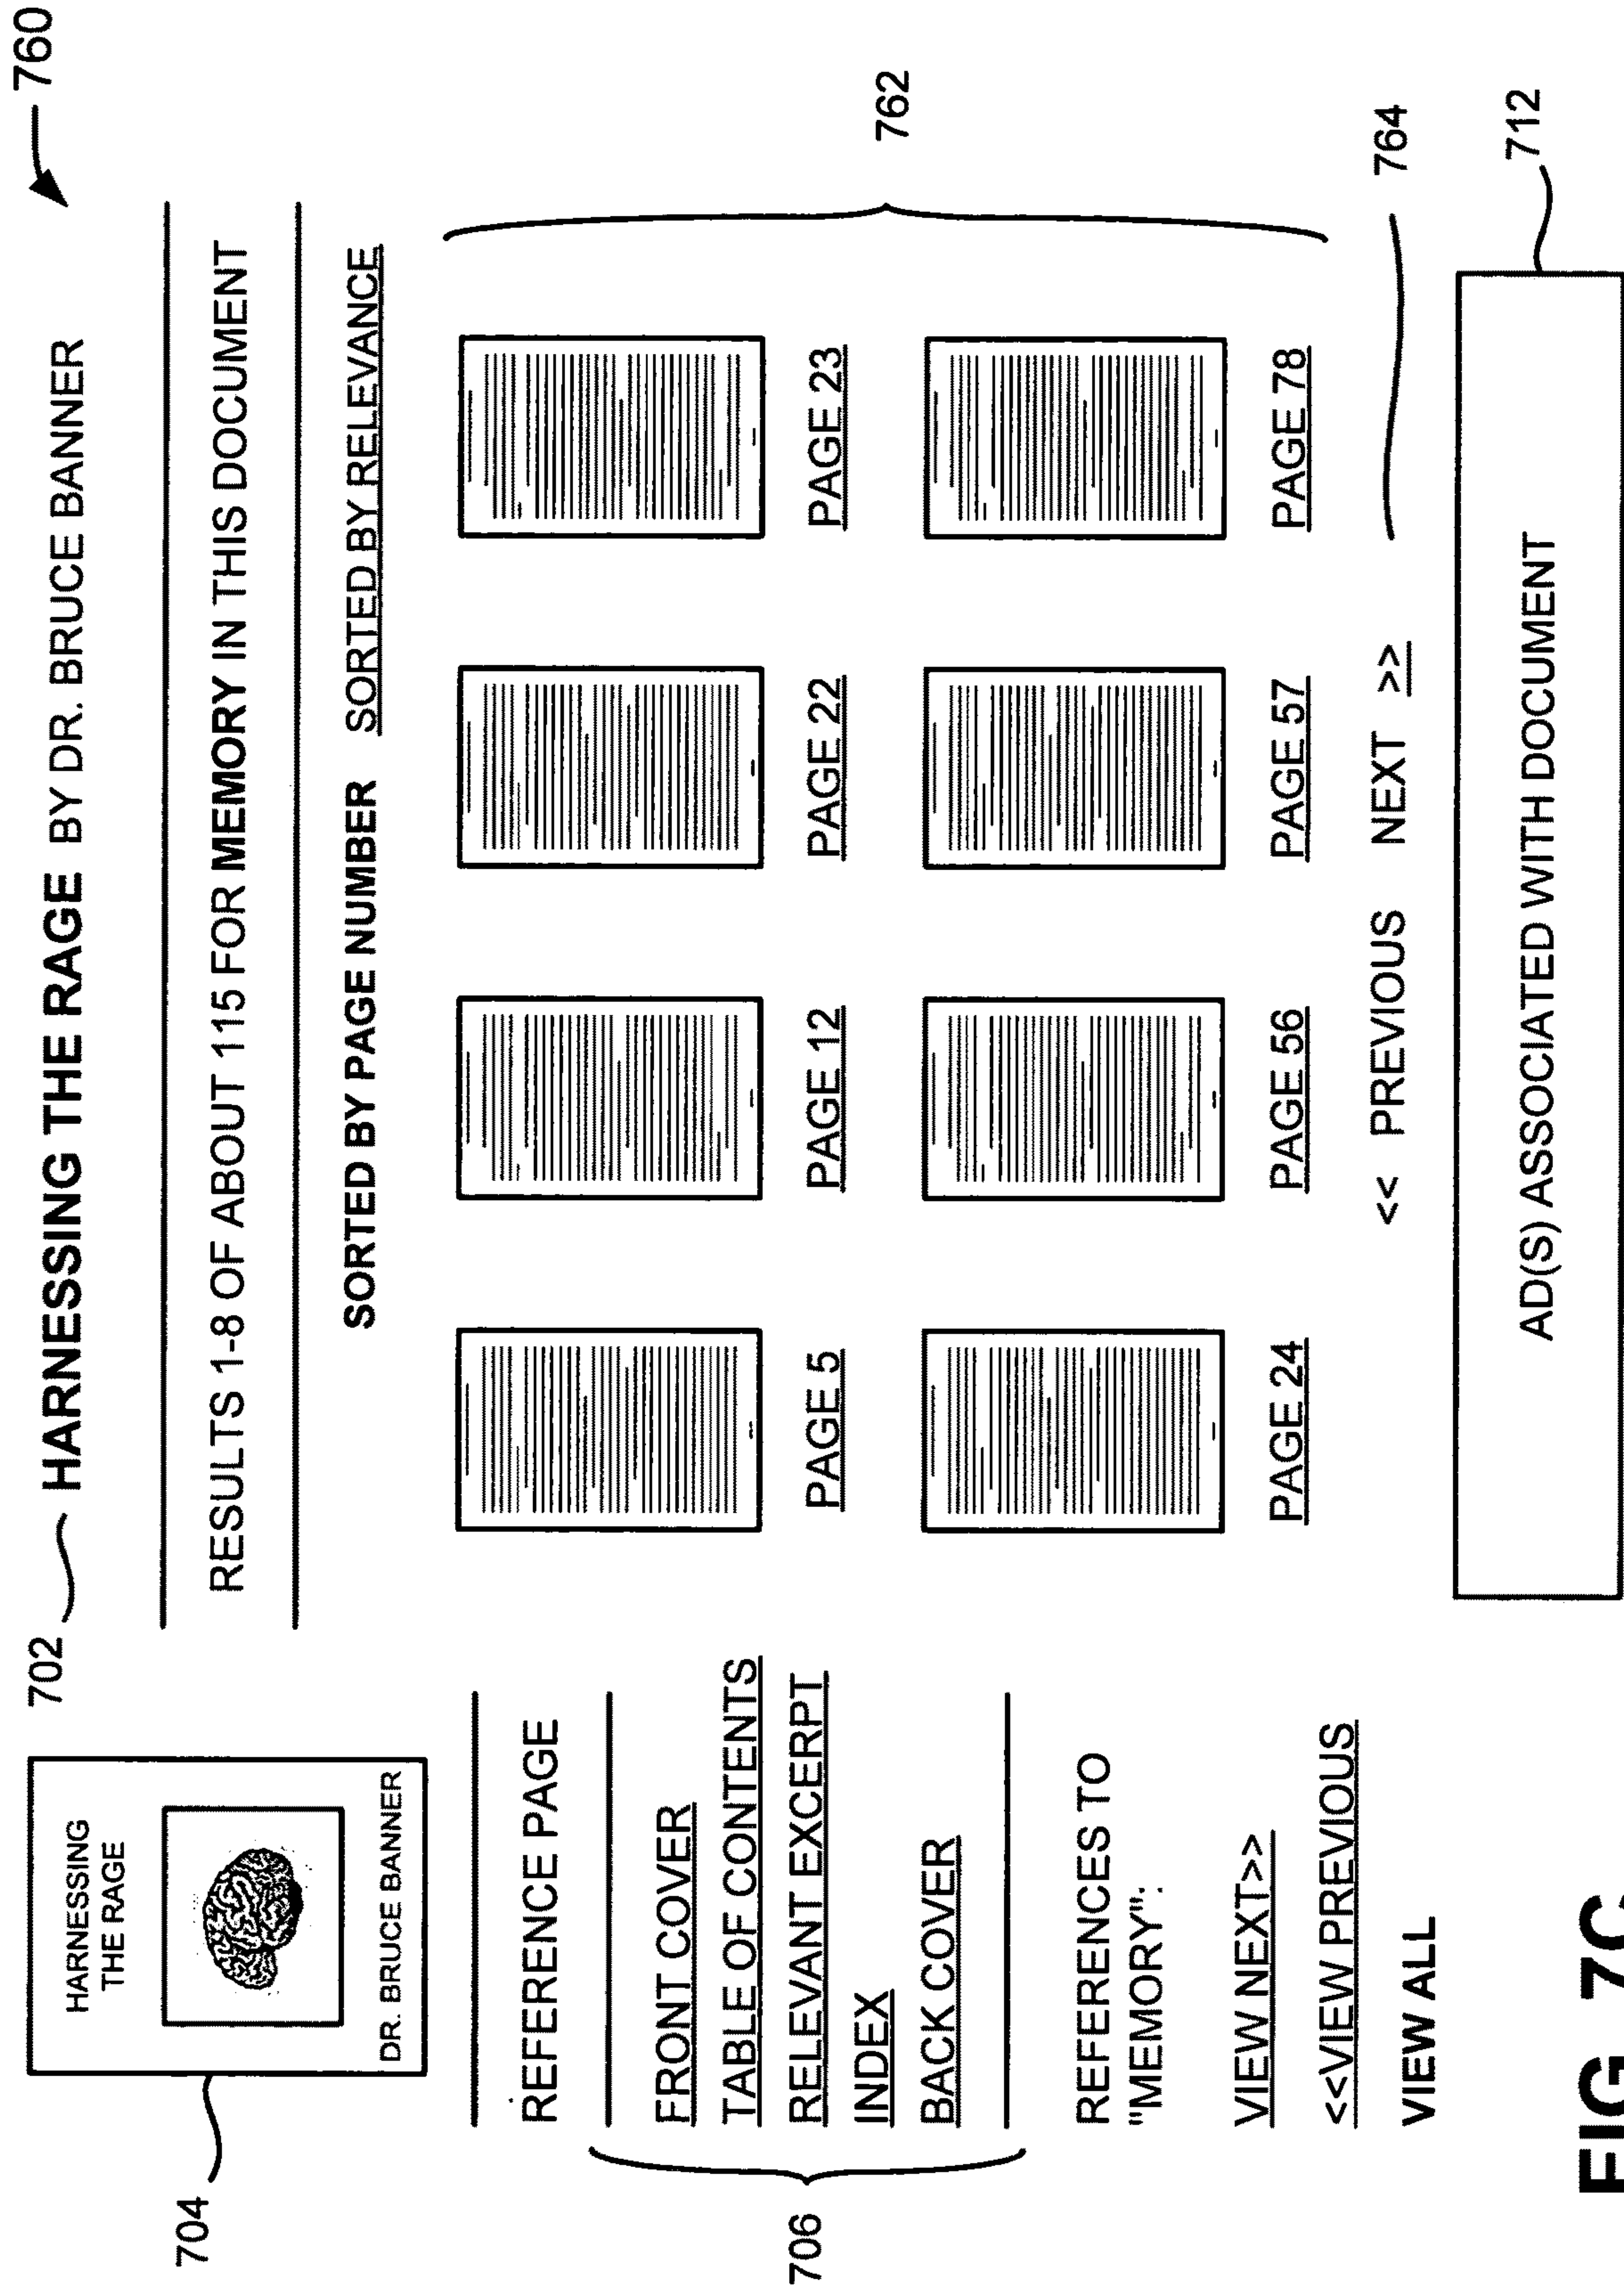 760
702
HARNESSING THE RAGE BY DR. BRUCE BANNER
704
HARNESSING
THE RAGE
DR. BRUCE BANNER
RESULTS 1-8 OF ABOUT 115 FOR MEMORY IN THIS DOCUMENT
SORTED BY PAGE NUMBER SORTED BY RELEVANCE
REFERENCE PAGE
706
FRONT COVER
TABLE OF CONTENTS
RELEVANT EXCERPT
INDEX
BACK COVER
REFERENCES TO
"MEMORY":
VIEW NEXT>>
<<VIEW PREVIOUS
VIEW ALL
762
PAGE 5 PAGE 12 PAGE 22 PAGE 23
PAGE 24 PAGE 56 PAGE 57 PAGE 78
<< PREVIOUS NEXT >>
764
712
AD(S) ASSOCIATED WITH DOCUMENT
FIG. 7C